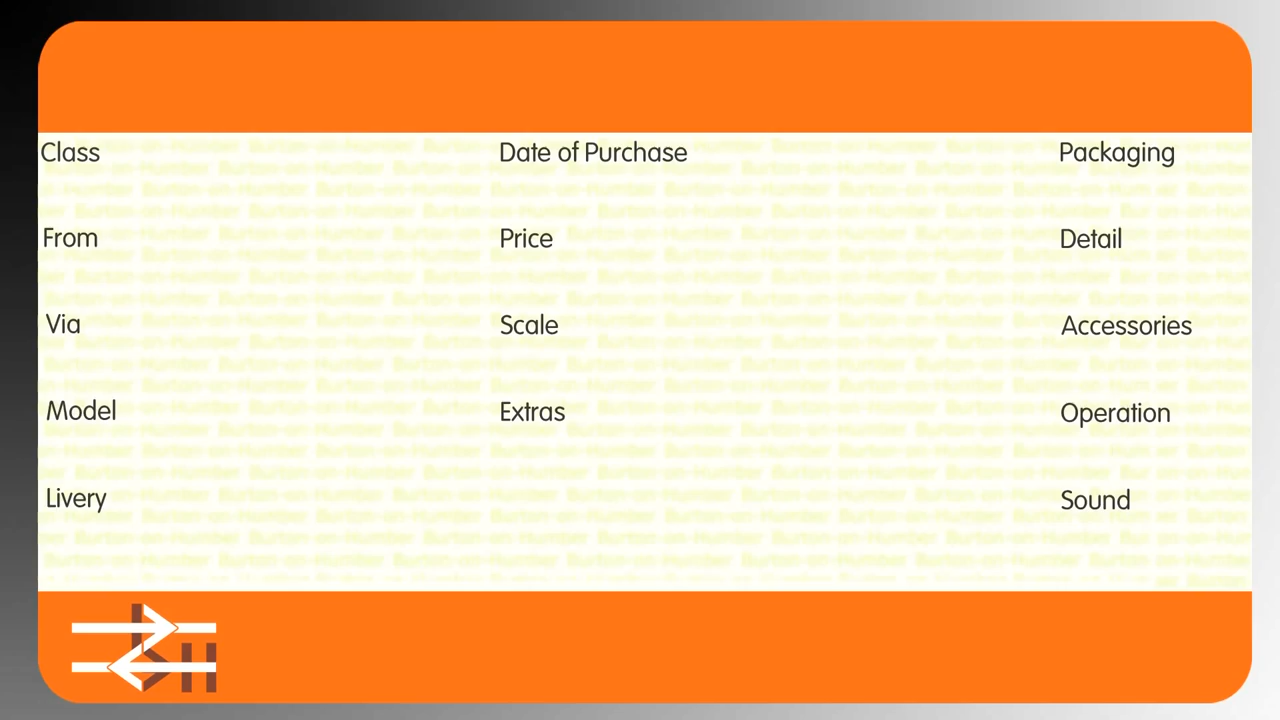 Class
Date of Purchase
Packaging
From
Price
Detail
Via
Scale
Accessories
Model
Extras
Operation
Livery
Sound
Burton-on-Humber